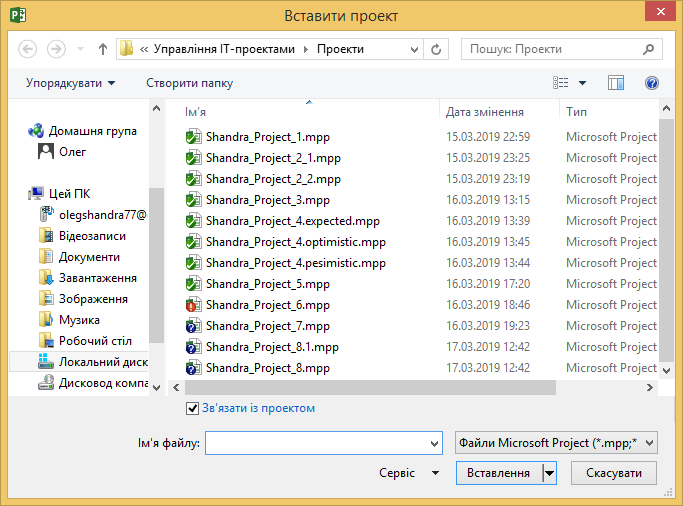 Вставити проект
« Управління ІТ-проектами Проекти Пошук: Проекти
Упорядкувати Створити папку
Ім’я Дата змінення Тип
Домашня група
Олег
Цей ПК
olegshandra77@
Відеозаписи
Документи
Завантаження
Зображення
Музика
Робочий стіл
Локальний диск
Дисковод компа
Shandra_Project_1.mpp 15.03.2019 22:59 Microsoft Project
Shandra_Project_2_1.mpp 15.03.2019 23:25 Microsoft Project
Shandra_Project_2_2.mpp 15.03.2019 23:19 Microsoft Project
Shandra_Project_3.mpp 16.03.2019 13:15 Microsoft Project
Shandra_Project_4.expected.mpp 16.03.2019 13:39 Microsoft Project
Shandra_Project_4.optimistic.mpp 16.03.2019 13:45 Microsoft Project
Shandra_Project_4.pesimistic.mpp 16.03.2019 13:44 Microsoft Project
Shandra_Project_5.mpp 16.03.2019 17:20 Microsoft Project
Shandra_Project_6.mpp 16.03.2019 18:46 Microsoft Project
Shandra_Project_7.mpp 16.03.2019 19:23 Microsoft Project
Shandra_Project_8.1.mpp 17.03.2019 12:42 Microsoft Project
Shandra_Project_8.mpp 17.03.2019 12:42 Microsoft Project
Зв'язати із проектом
Ім'я файлу: Файли Microsoft Project (*.mpp;*
Сервіс Вставлення Скасувати